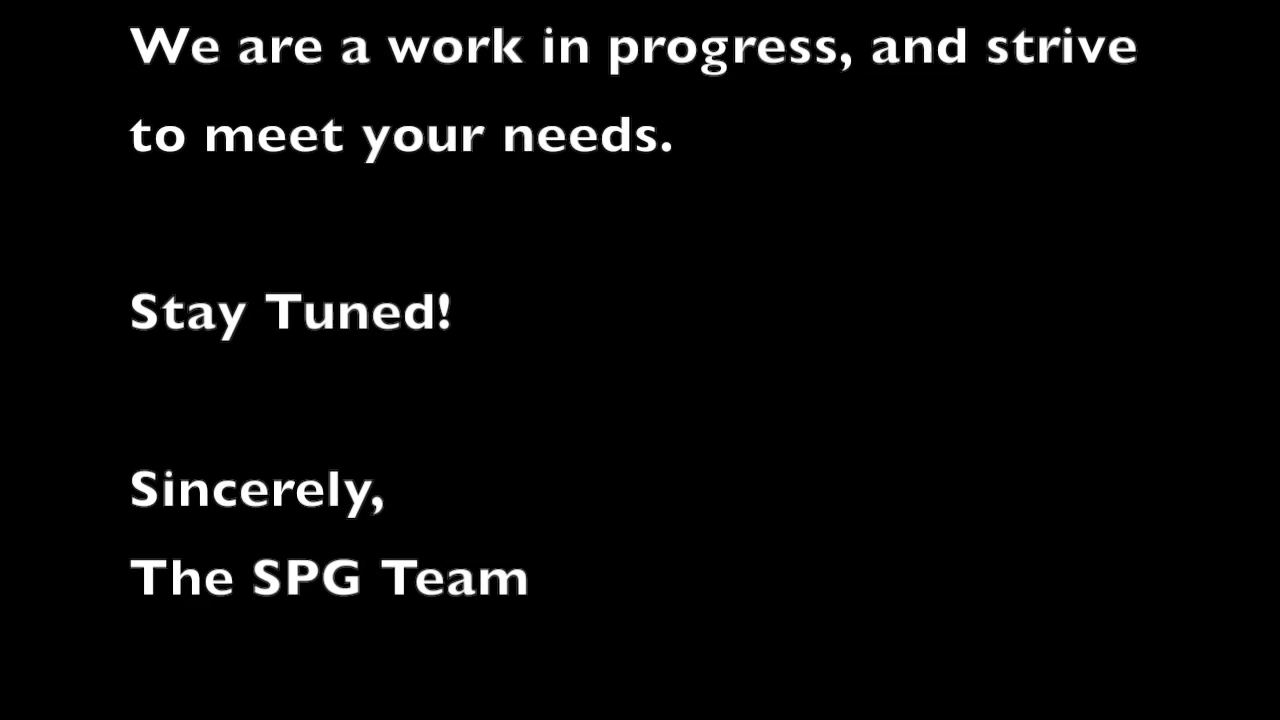 We are a work in progress, and strive
to meet your needs.
Stay Tuned!
Sincerely,
The SPG Team